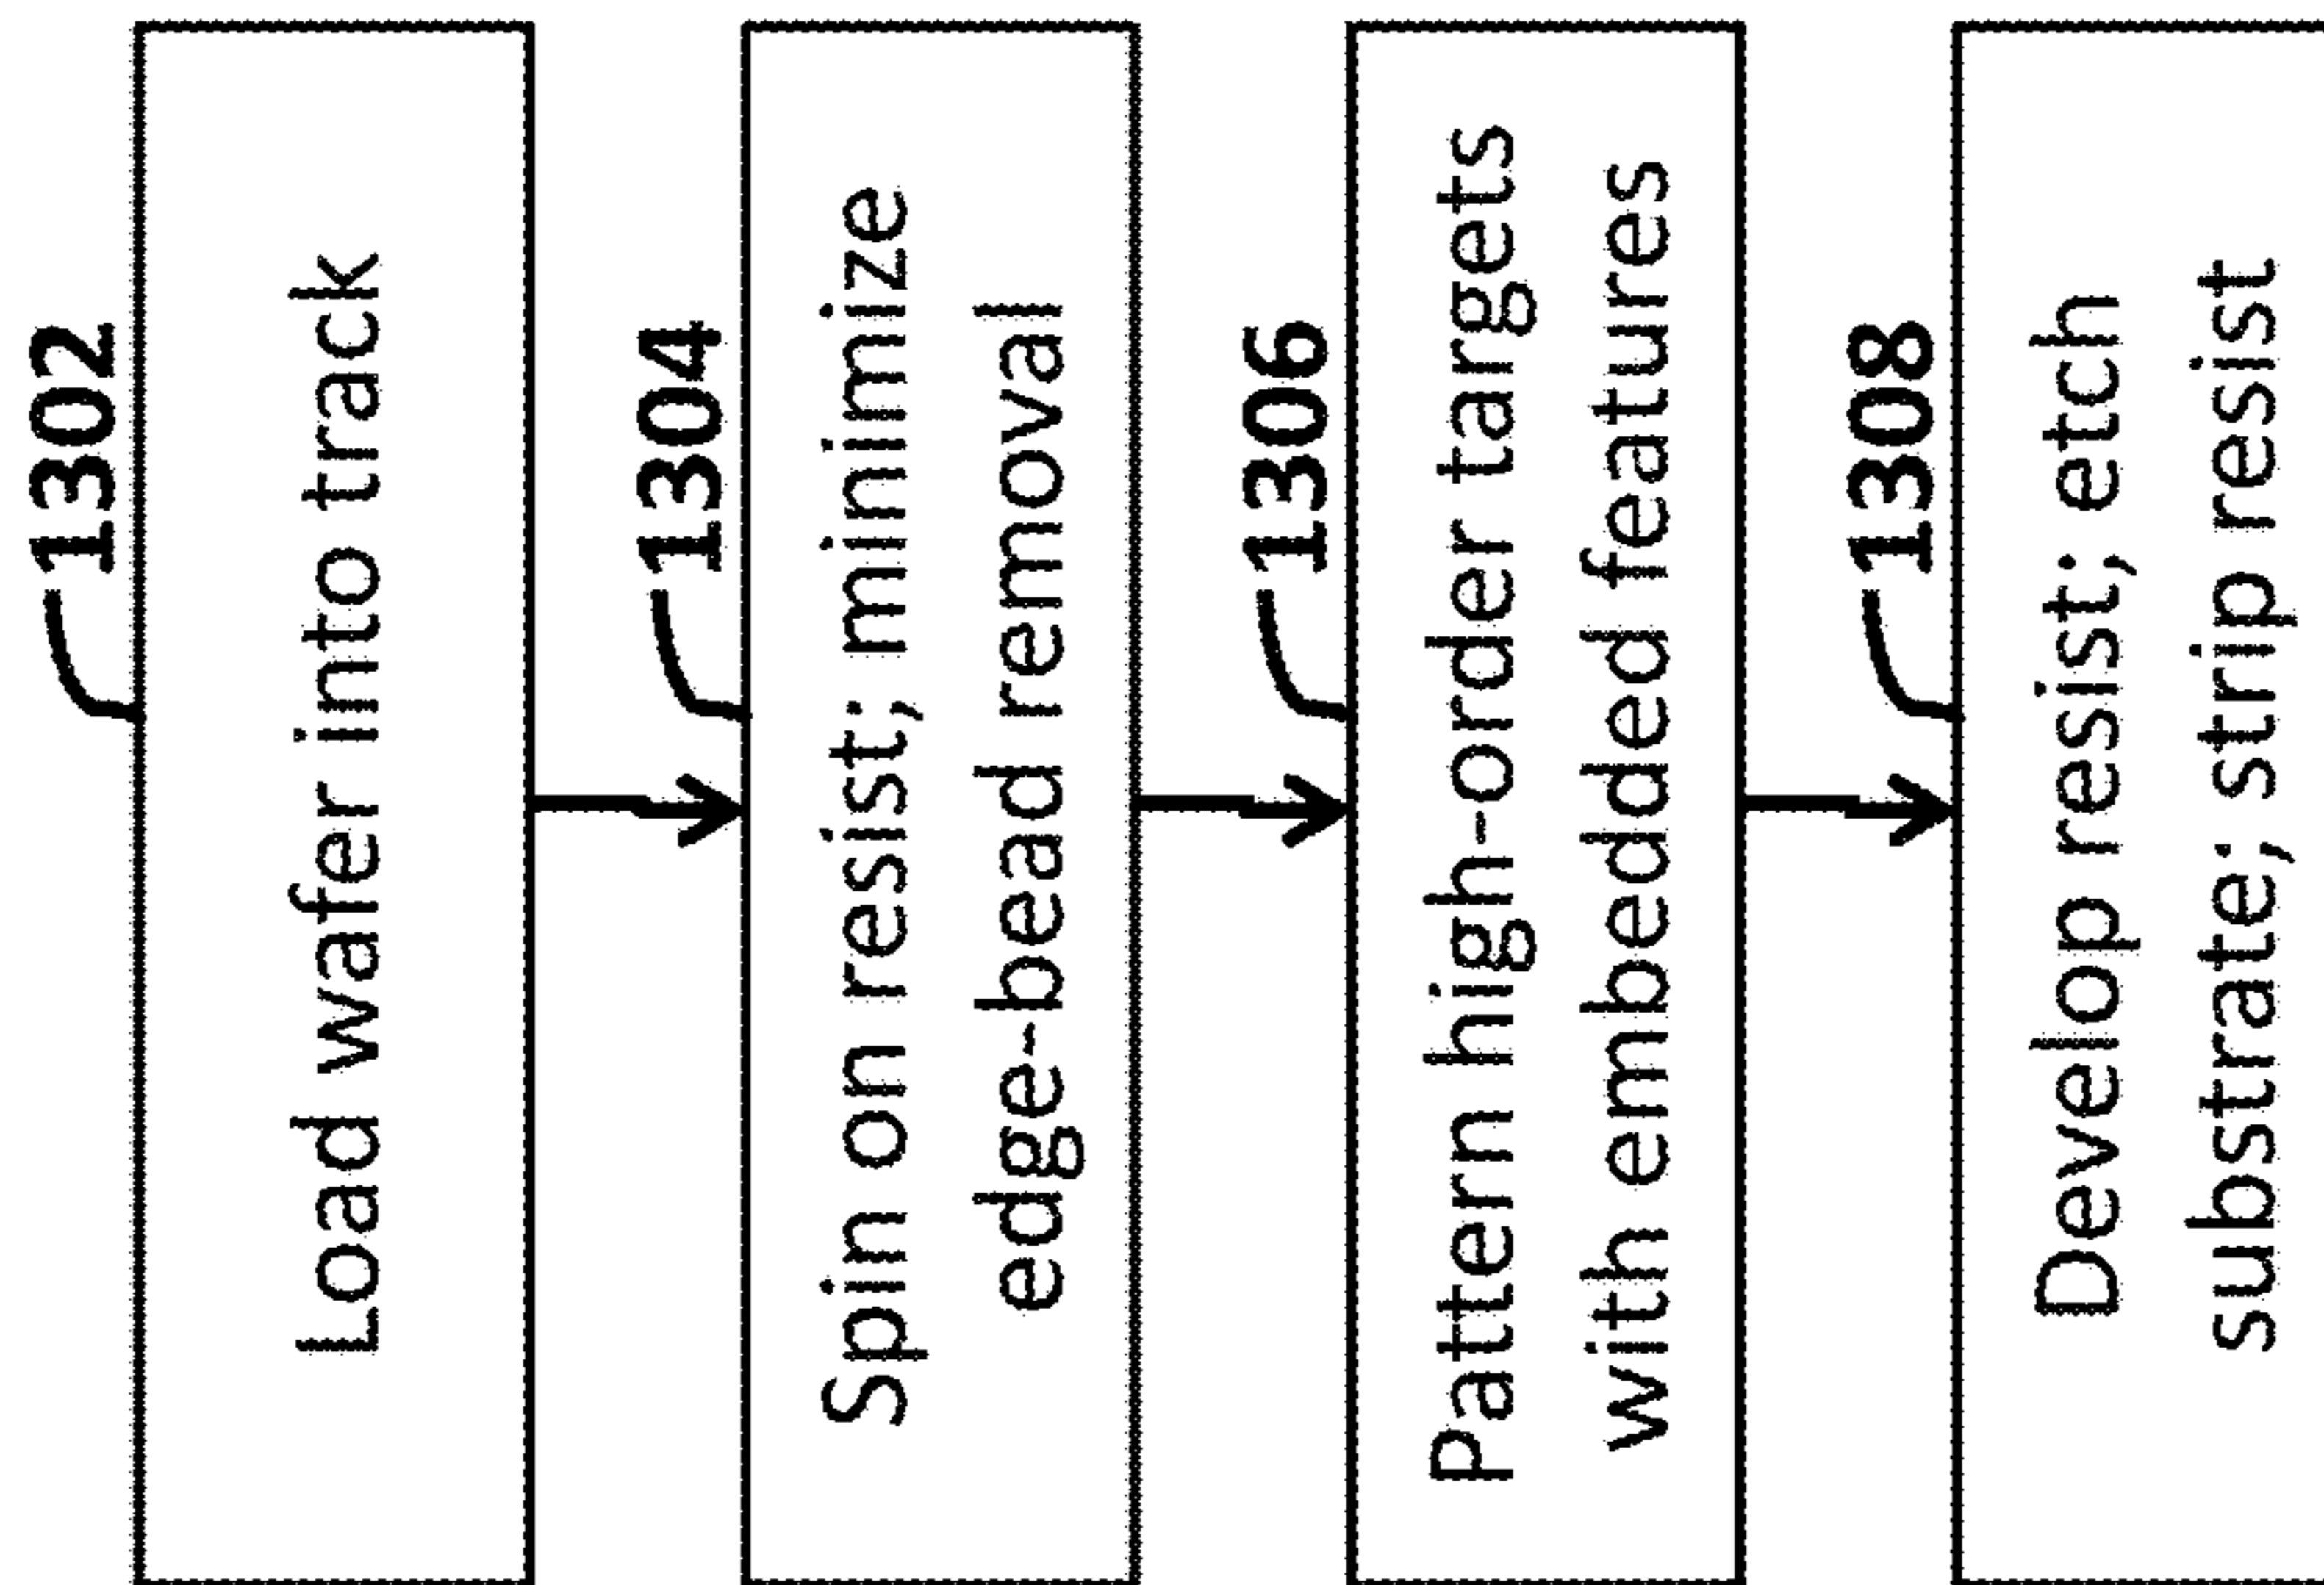 1302
Load wafer into track
1304
Spin on resist; minimize
edge-bead removal
1306
Pattern high-order targets
with embedded features
1308
Develop resist; etch
substrate; strip resist